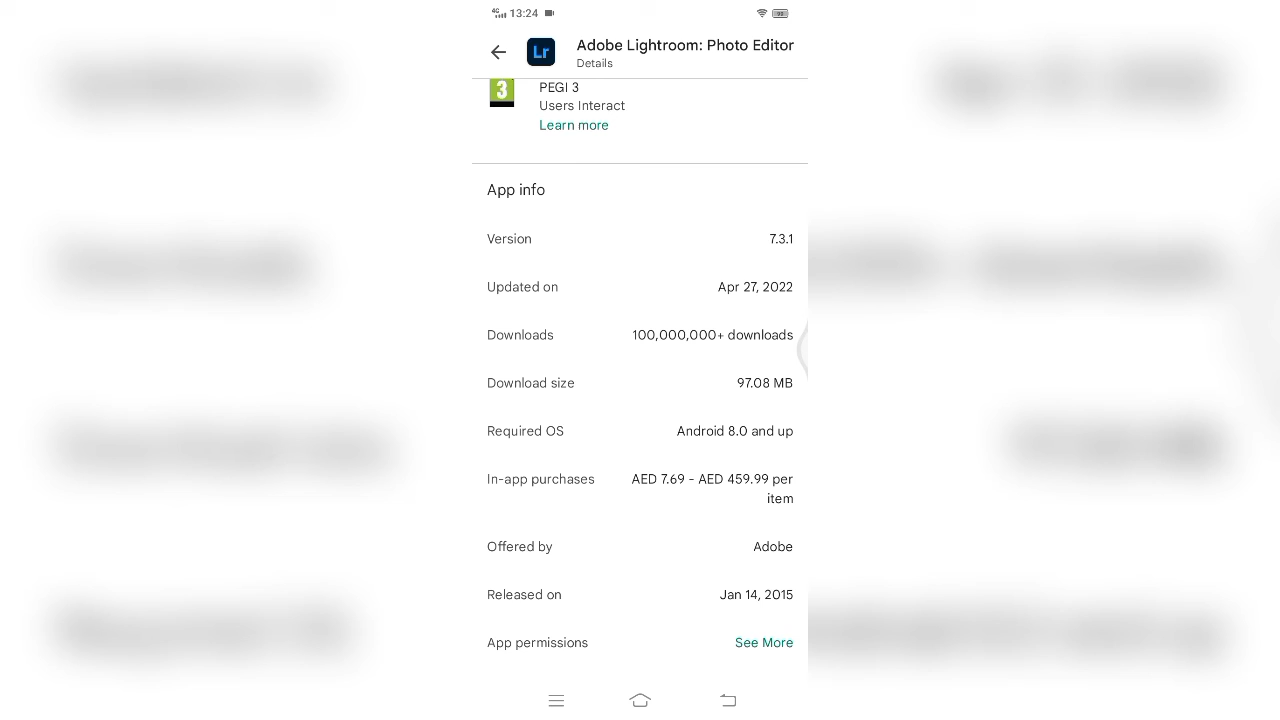 4G 13:24 90
Lr Adobe Lightroom: Photo Editor
Details
3 PEGI 3
Users Interact
Learn more
App info
Version 7.3.1
Updated on Apr 27, 2022
Downloads 100,000,000+ downloads
Download size 97.08 MB
Required OS Android 8.0 and up
In-app purchases AED 7.69 - AED 459.99 per
item
Offered by Adobe
Released on Jan 14, 2015
App permissions See More